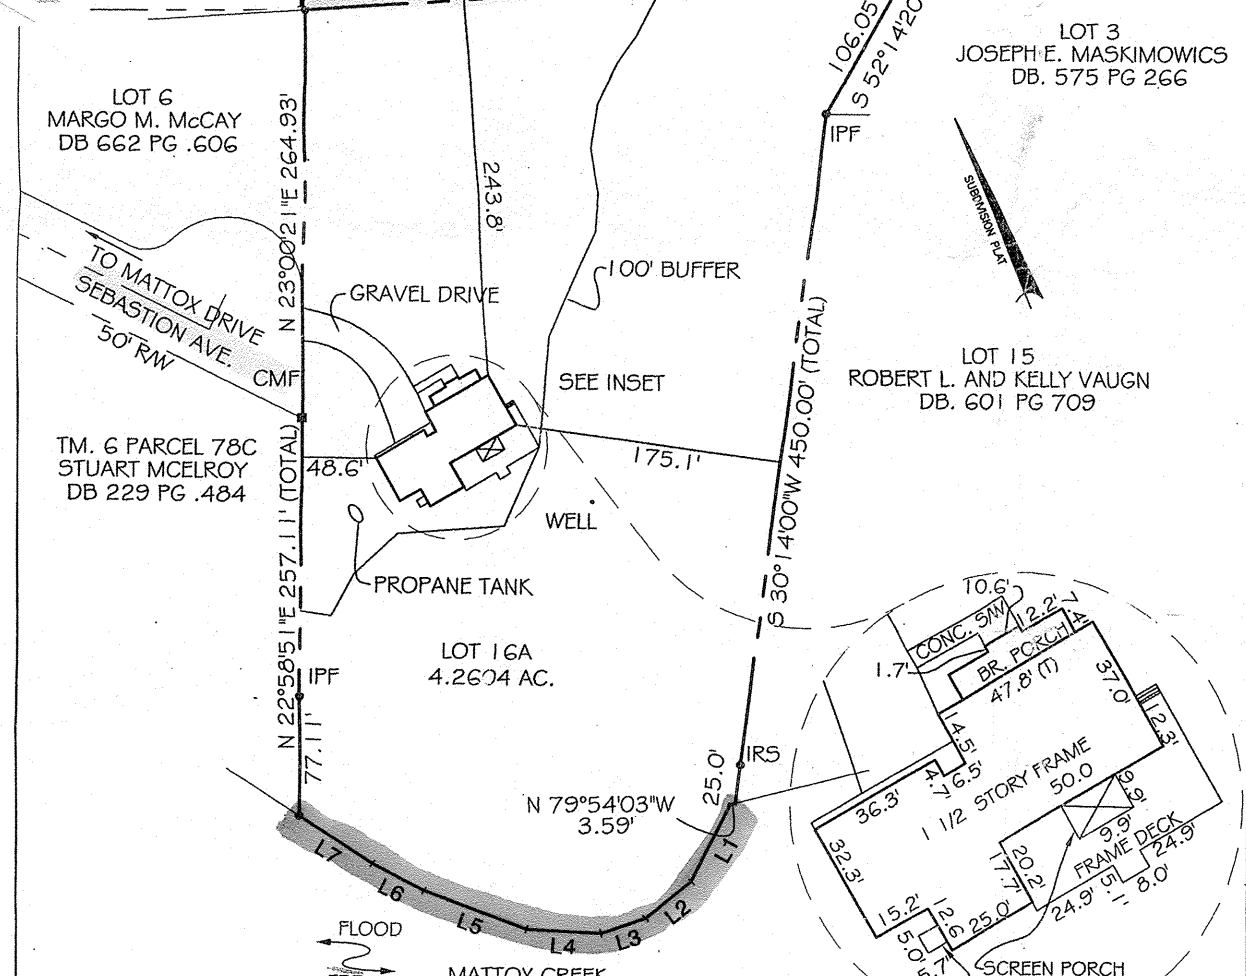 106.05
S 52°14'20
LOT 3
JOSEPH E. MASKIMOWICS
DB. 575 PG 266
LOT 6
MARGO M. McCAY
DB 662 PG .606
N 23°00'21"E 264.93'
243.8'
IPF
SUBDIVISION PLAT
TO MATTOX DRIVE
SEBASTION AVE.
50' R/W
GRAVEL DRIVE
100' BUFFER
CMF
SEE INSET
LOT 15
ROBERT L. AND KELLY VAUGN
DB. 601 PG 709
S 30°14'00"W 450.00' (TOTAL)
TM. 6 PARCEL 78C
STUART MCELROY
DB 229 PG .484
48.6'
175.1'
WELL
N 22°58'51"E 257.11' (TOTAL)
PROPANE TANK
LOT 16A
4.2604 AC.
IPF
77.11'
IRS
25.0'
N 79°54'03"W
3.59'
L7
L6
L5
L4
L3
L2
L1
FLOOD
MATTOX CREEK
10.6'
CONC. S/W
12.2'
7.4'
1.7'
BR. PORCH
47.8' (T)
37.0'
14.5'
12.3'
4.7'
6.5'
36.3'
1 1/2 STORY FRAME
50.0
9.9'
9.9'
32.3'
20.2'
17.7'
FRAME DECK
24.9'
5.1
8.0'
24.9'
15.2'
12.6
25.0'
5.0'
SCREEN PORCH